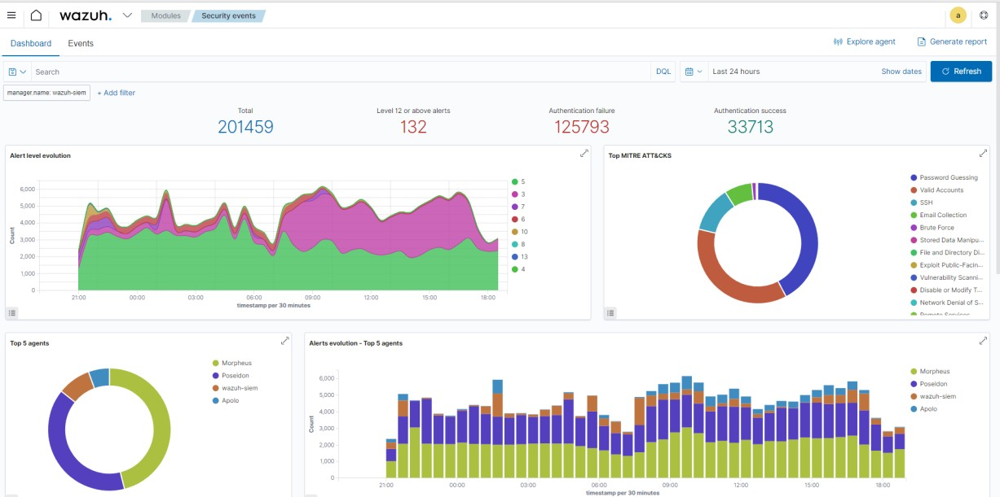 wazuh. Modules Security events a
Dashboard Events Explore agent Generate report
Search DQL Last 24 hours Show dates Refresh
manager.name: wazuh-siem + Add filter
Total Level 12 or above alerts Authentication failure Authentication success
201459 132 125793 33713
Alert level evolution
Count
6,000
5,000
4,000
3,000
2,000
1,000
0
21:00 00:00 03:00 06:00 09:00 12:00 15:00 18:00
timestamp per 30 minutes
5
3
7
6
10
8
13
4
Top MITRE ATT&CKS
Password Guessing
Valid Accounts
SSH
Email Collection
Brute Force
Stored Data Manipu...
File and Directory Di...
Exploit Public-Facin...
Vulnerability Scanni...
Disable or Modify T...
Network Denial of S...
Remote Services
Top 5 agents
Morpheus
Poseidon
wazuh-siem
Apolo
Alerts evolution - Top 5 agents
Count
6,000
5,000
4,000
3,000
2,000
1,000
0
21:00 00:00 03:00 06:00 09:00 12:00 15:00 18:00
timestamp per 30 minutes
Morpheus
Poseidon
wazuh-siem
Apolo